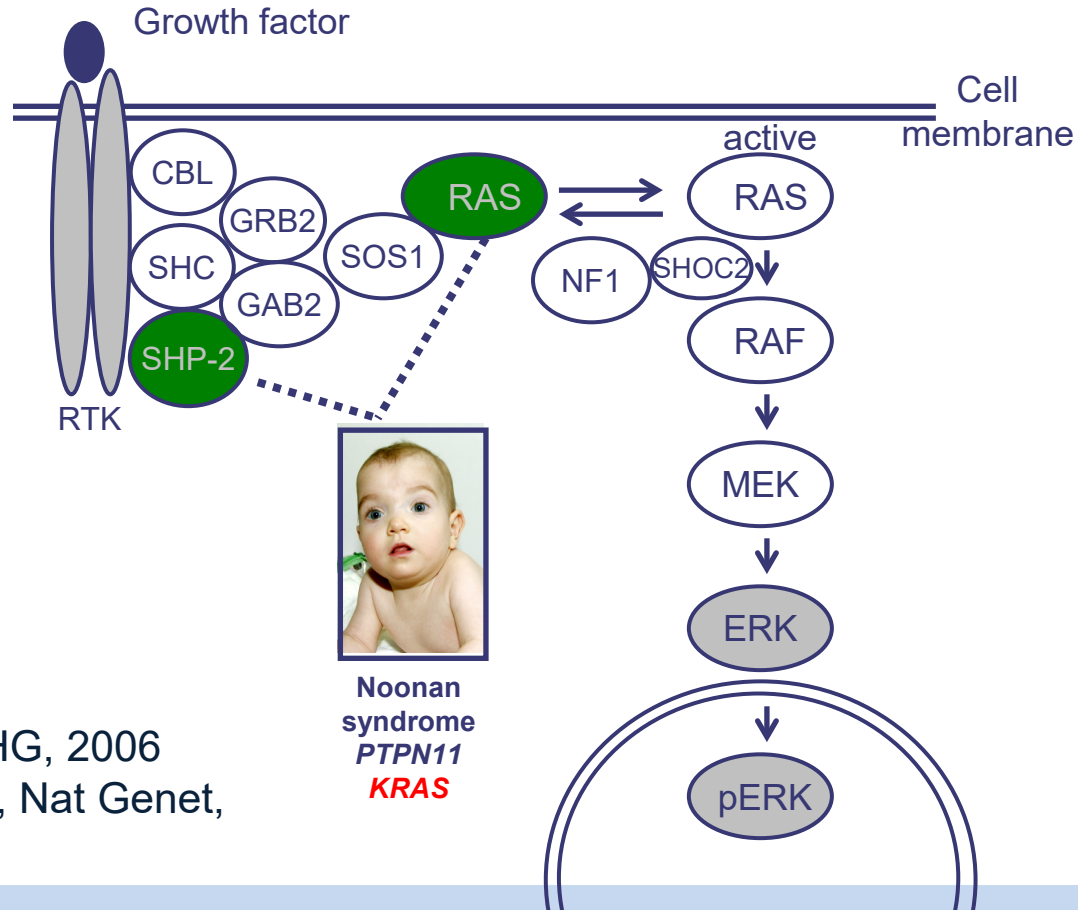 Growth factor
Cell
membrane
active
CBL
RAS
RAS
GRB2
SOS1
SHC
NF1
SHOC2
GAB2
RAF
SHP-2
RTK
MEK
ERK
Noonan
syndrome
PTPN11
KRAS
HG, 2006
, Nat Genet,
pERK